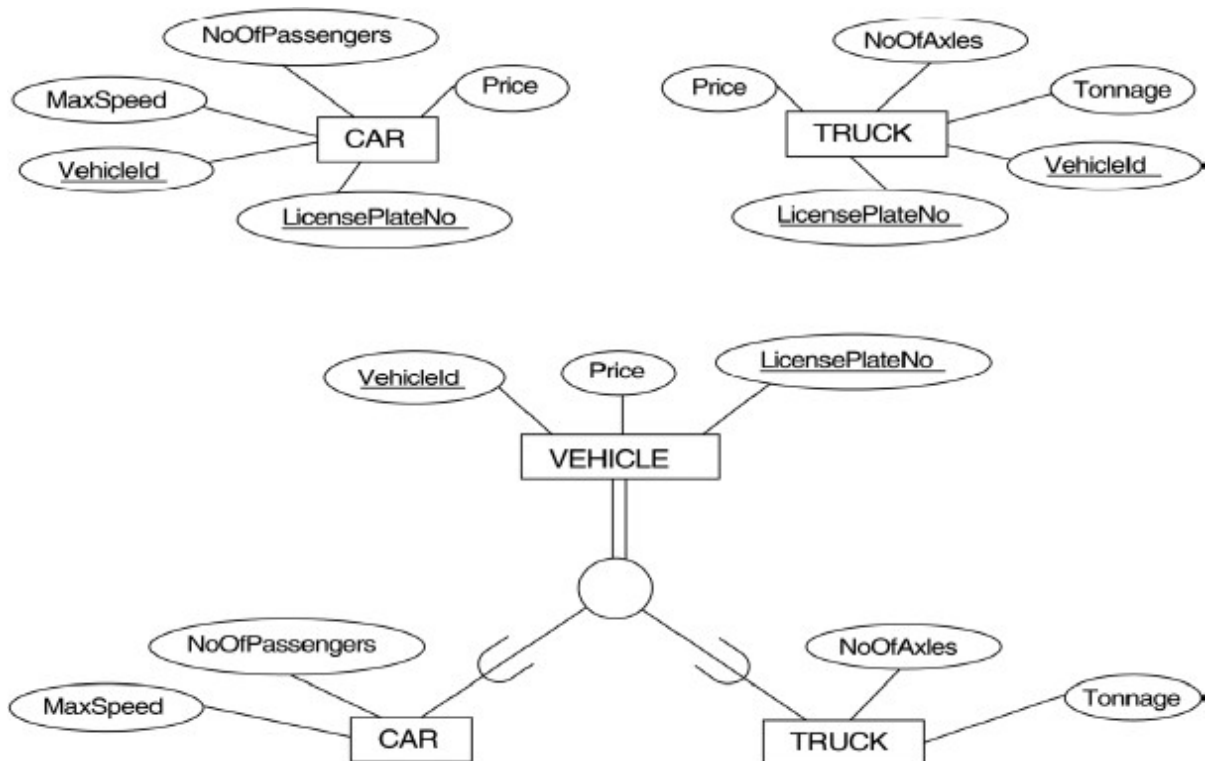 NoOfPassengers
MaxSpeed
Price
CAR
VehicleId
LicensePlateNo
NoOfAxles
Price
Tonnage
TRUCK
VehicleId
LicensePlateNo
VehicleId
Price
LicensePlateNo
VEHICLE
NoOfPassengers
MaxSpeed
CAR
NoOfAxles
Tonnage
TRUCK